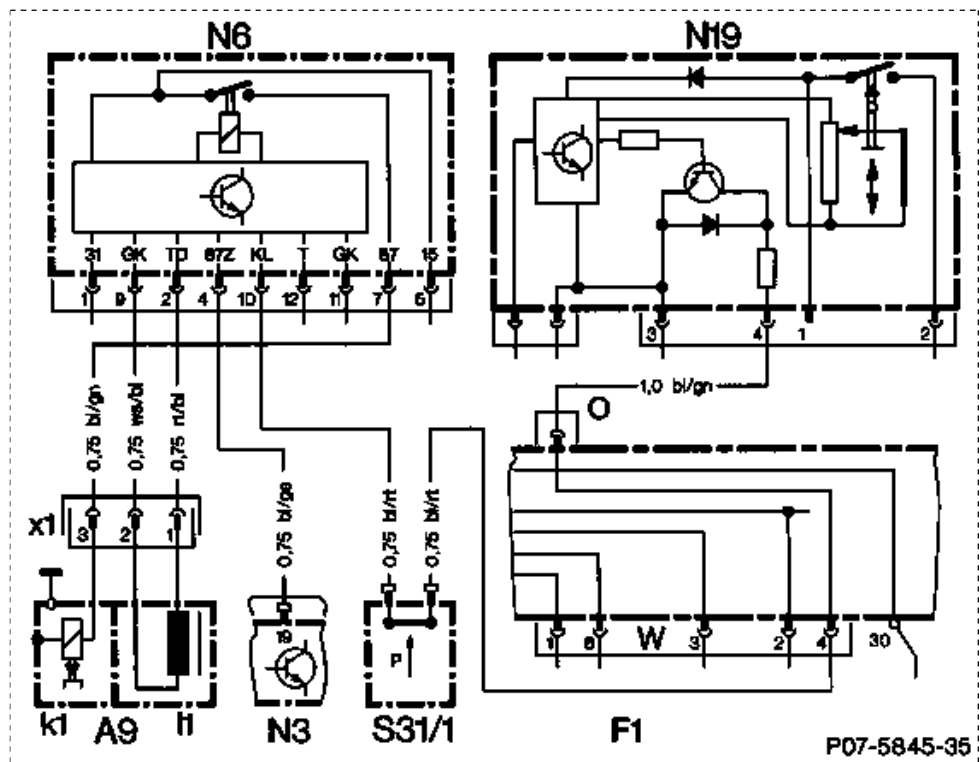 N6
N19
31 GK TD 87Z KL T GK 87 15
1 9 2 4 10 12 11 7 5
3 4 1 2
1,0 bl/gn
O
0,75 bl/gn
0,75 ws/bl
0,75 rt/bl
0,75 bl/ge
0,75 bl/rt
0,75 bl/rt
x1
3 2 1
19
P
1 6 W 3 2 4 30
k1 A9 l1 N3 S31/1 F1
P07-5845-35